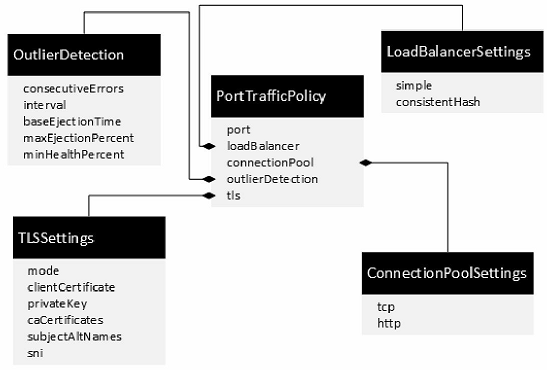 OutlierDetection
consecutiveErrors
interval
baseEjectionTime
maxEjectionPercent
minHealthPercent
LoadBalancerSettings
simple
consistentHash
PortTrafficPolicy
port
loadBalancer
connectionPool
outlierDetection
tls
TLSSettings
mode
clientCertificate
privateKey
caCertificates
subjectAltNames
sni
ConnectionPoolSettings
tcp
http